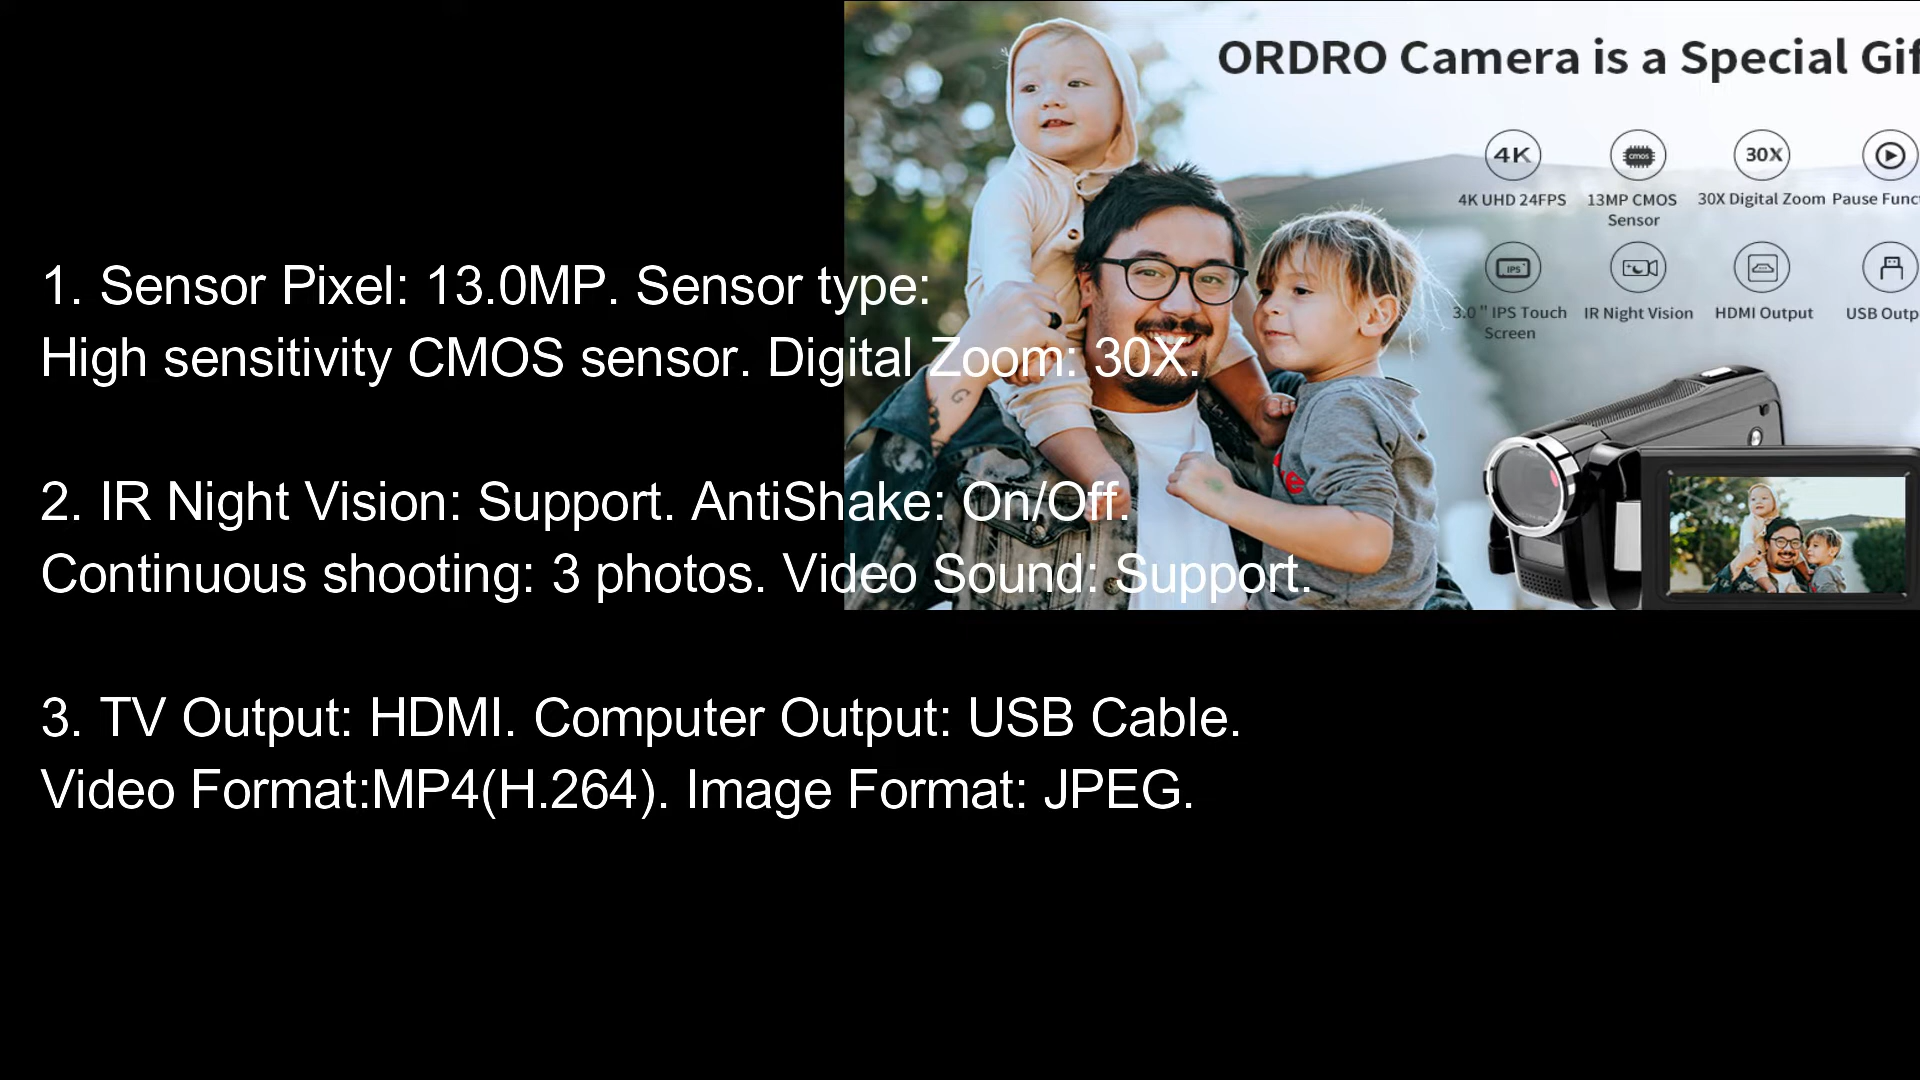 ORDRO Camera is a Special Gif
4K
cmos
30X
4K UHD 24FPS
13MP CMOS
Sensor
30X Digital Zoom
Pause Func
IPS
3.0 " IPS Touch
Screen
IR Night Vision
HDMI Output
USB Outp
1. Sensor Pixel: 13.0MP. Sensor type:
High sensitivity CMOS sensor. Digital Zoom: 30X.
2. IR Night Vision: Support. AntiShake: On/Off.
Continuous shooting: 3 photos. Video Sound: Support.
3. TV Output: HDMI. Computer Output: USB Cable.
Video Format:MP4(H.264). Image Format: JPEG.